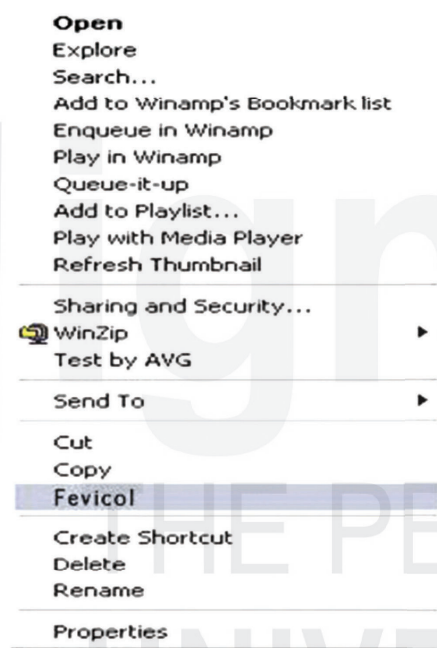 Open
Explore
Search...
Add to Winamp's Bookmark list
Enqueue in Winamp
Play in Winamp
Queue-it-up
Add to Playlist...
Play with Media Player
Refresh Thumbnail
Sharing and Security...
WinZip
Test by AVG
Send To
Cut
Copy
Fevicol
Create Shortcut
Delete
Rename
Properties